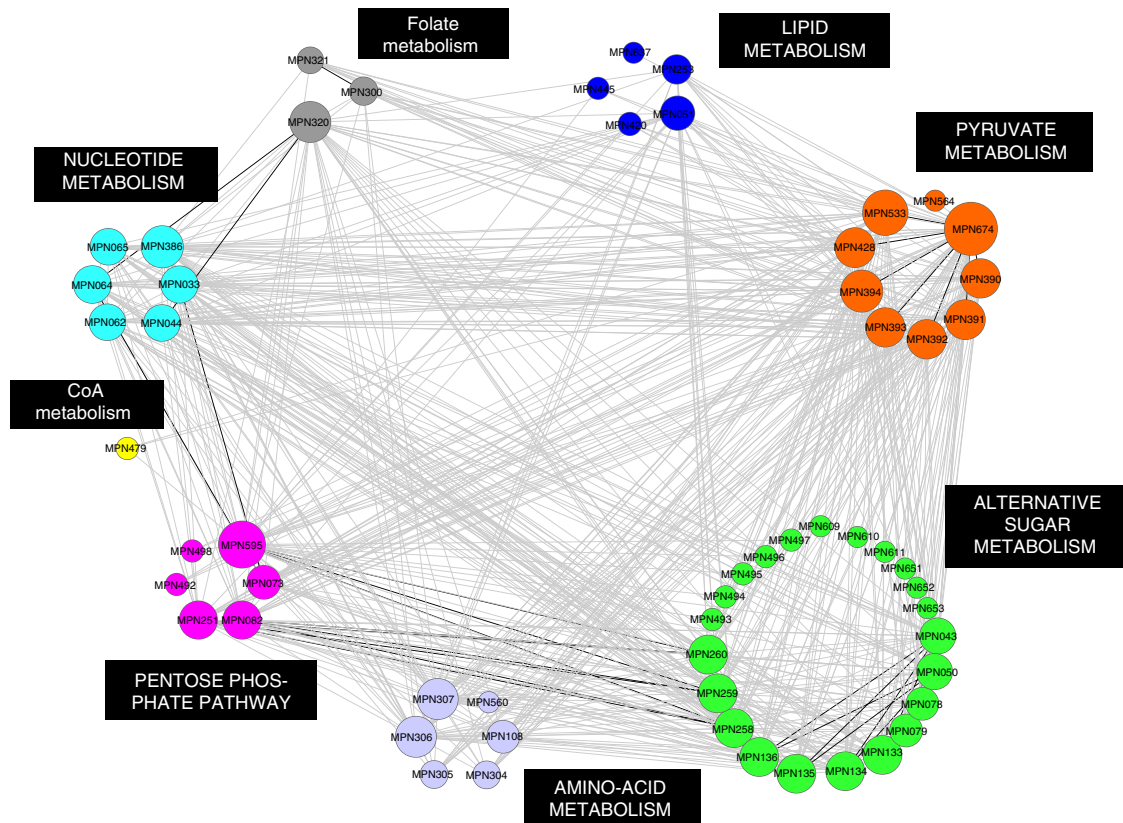 Folate
metabolism
LIPID
METABOLISM
MPN321
MPN300
MPN320
MPN637
MPN253
MPN445
MPN051
MPN420
PYRUVATE
METABOLISM
NUCLEOTIDE
METABOLISM
MPN564
MPN533
MPN674
MPN428
MPN390
MPN394
MPN391
MPN393
MPN392
MPN065
MPN386
MPN064
MPN033
MPN062
MPN044
CoA
metabolism
MPN479
ALTERNATIVE
SUGAR
METABOLISM
MPN609
MPN610
MPN497
MPN611
MPN496
MPN651
MPN495
MPN652
MPN494
MPN653
MPN493
MPN043
MPN260
MPN050
MPN259
MPN078
MPN258
MPN079
MPN136
MPN133
MPN135
MPN134
MPN595
MPN498
MPN492
MPN073
MPN251
MPN082
PENTOSE PHOS-
PHATE PATHWAY
MPN307
MPN560
MPN306
MPN108
MPN305
MPN304
AMINO-ACID
METABOLISM